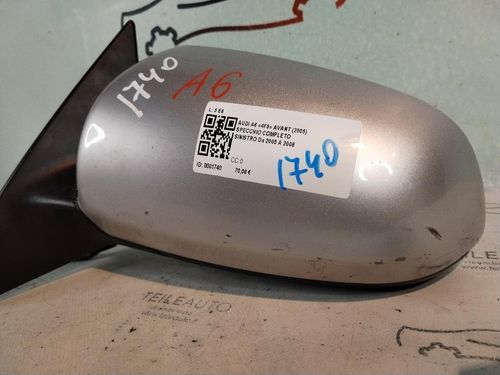 1740
A6
L: 5 E6
AUDI A6 «4F5» AVANT (2005)
SPECCHIO COMPLETO
SINISTRO Da 2005 A 2008
CC: 0
ID: 0001740
70,00 €
1740
TEILEAUTO